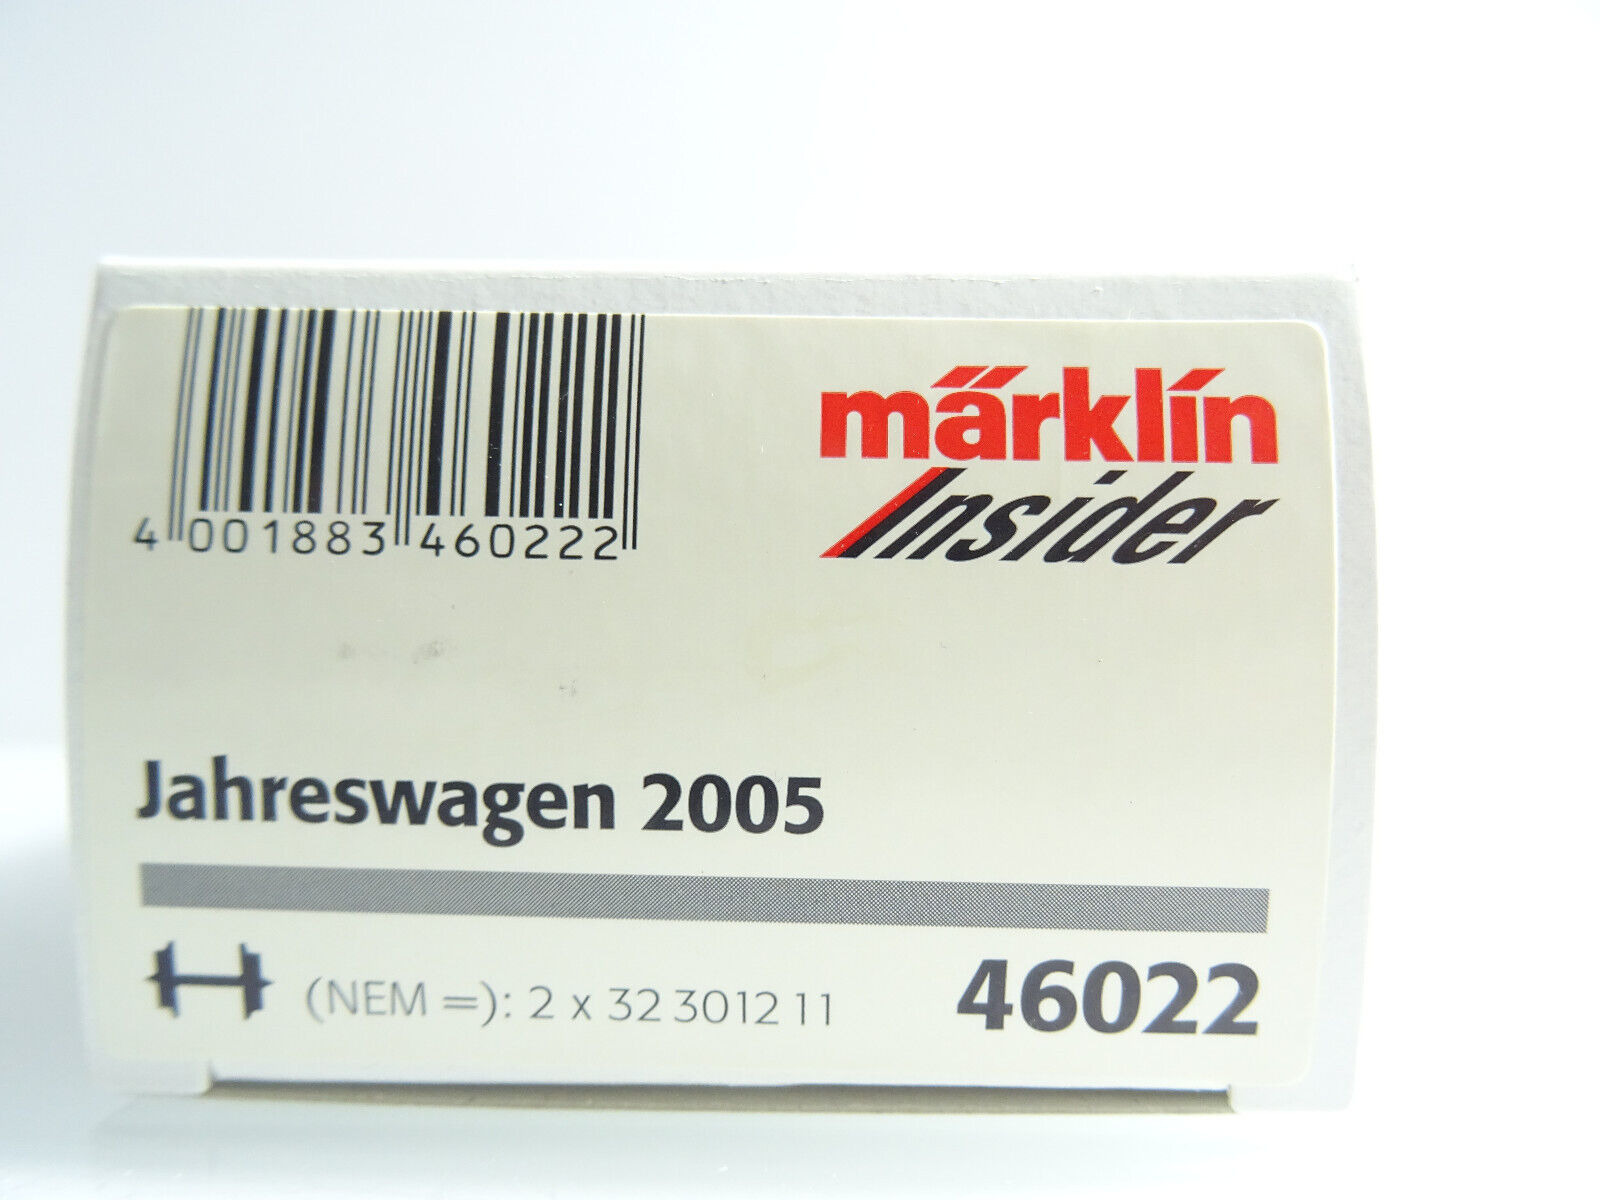 märklin
Insider
4 001883 460222
Jahreswagen 2005
(NEM =): 2 x 32 3012 11
46022